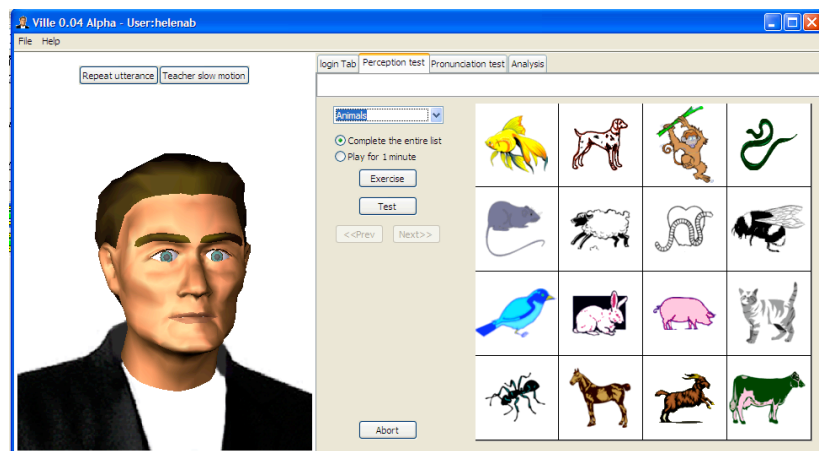 Ville 0.04 Alpha - User:helenab
File Help
Repeat utterance Teacher slow motion
login Tab Perception test Pronunciation test Analysis
Animals
Complete the entire list
Play for 1 minute
Exercise
Test
<<Prev Next>>
Abort